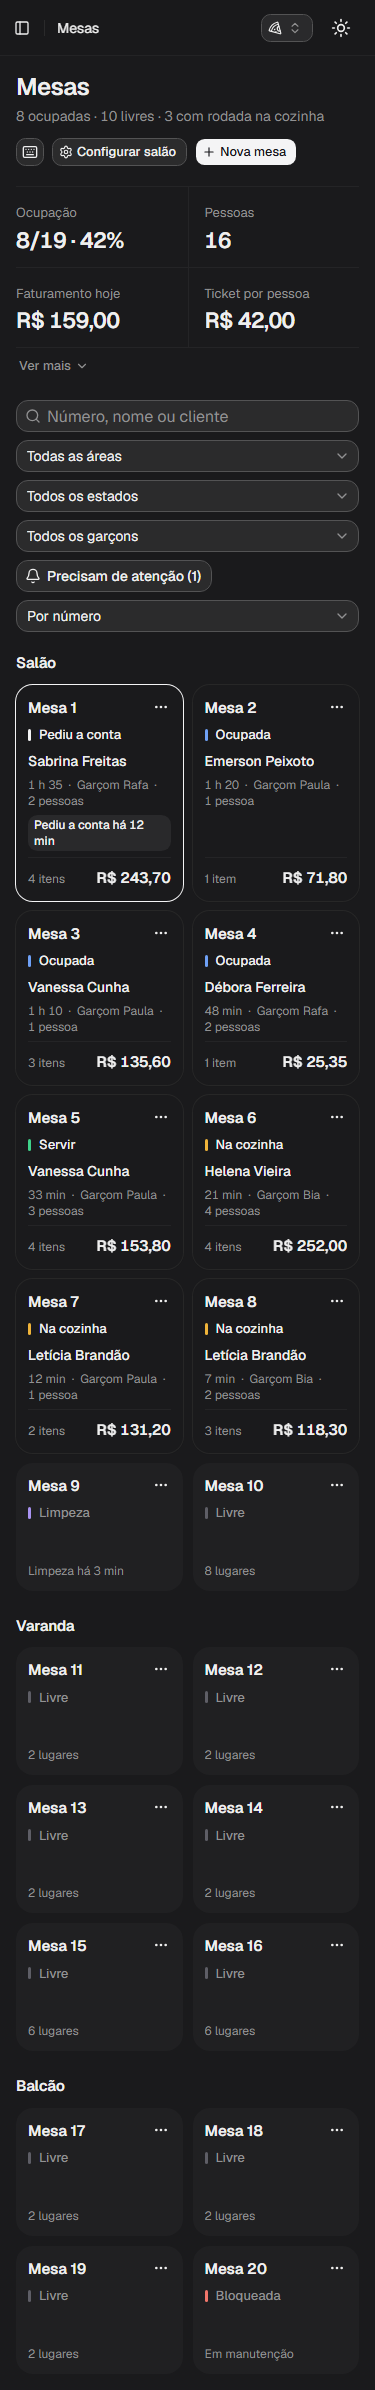 Mesas
Mesas
8 ocupadas · 10 livres · 3 com rodada na cozinha
Configurar salão
Nova mesa
Ocupação
8/19 · 42%
Pessoas
16
Faturamento hoje
R$ 159,00
Ticket por pessoa
R$ 42,00
Ver mais
Número, nome ou cliente
Todas as áreas
Todos os estados
Todos os garçons
Precisam de atenção (1)
Por número
Salão
Mesa 1
Pediu a conta
Sabrina Freitas
1 h 35 · Garçom Rafa ·
2 pessoas
Pediu a conta há 12
min
4 itens
R$ 243,70
Mesa 2
Ocupada
Emerson Peixoto
1 h 20 · Garçom Paula ·
1 pessoa
1 item
R$ 71,80
Mesa 3
Ocupada
Vanessa Cunha
1 h 10 · Garçom Paula ·
1 pessoa
3 itens
R$ 135,60
Mesa 4
Ocupada
Débora Ferreira
48 min · Garçom Rafa ·
2 pessoas
1 item
R$ 25,35
Mesa 5
Servir
Vanessa Cunha
33 min · Garçom Paula ·
3 pessoas
4 itens
R$ 153,80
Mesa 6
Na cozinha
Helena Vieira
21 min · Garçom Bia ·
4 pessoas
4 itens
R$ 252,00
Mesa 7
Na cozinha
Letícia Brandão
12 min · Garçom Paula ·
1 pessoa
2 itens
R$ 131,20
Mesa 8
Na cozinha
Letícia Brandão
7 min · Garçom Bia ·
2 pessoas
3 itens
R$ 118,30
Mesa 9
Limpeza
Limpeza há 3 min
Mesa 10
Livre
8 lugares
Varanda
Mesa 11
Livre
2 lugares
Mesa 12
Livre
2 lugares
Mesa 13
Livre
2 lugares
Mesa 14
Livre
2 lugares
Mesa 15
Livre
6 lugares
Mesa 16
Livre
6 lugares
Balcão
Mesa 17
Livre
2 lugares
Mesa 18
Livre
2 lugares
Mesa 19
Livre
2 lugares
Mesa 20
Bloqueada
Em manutenção